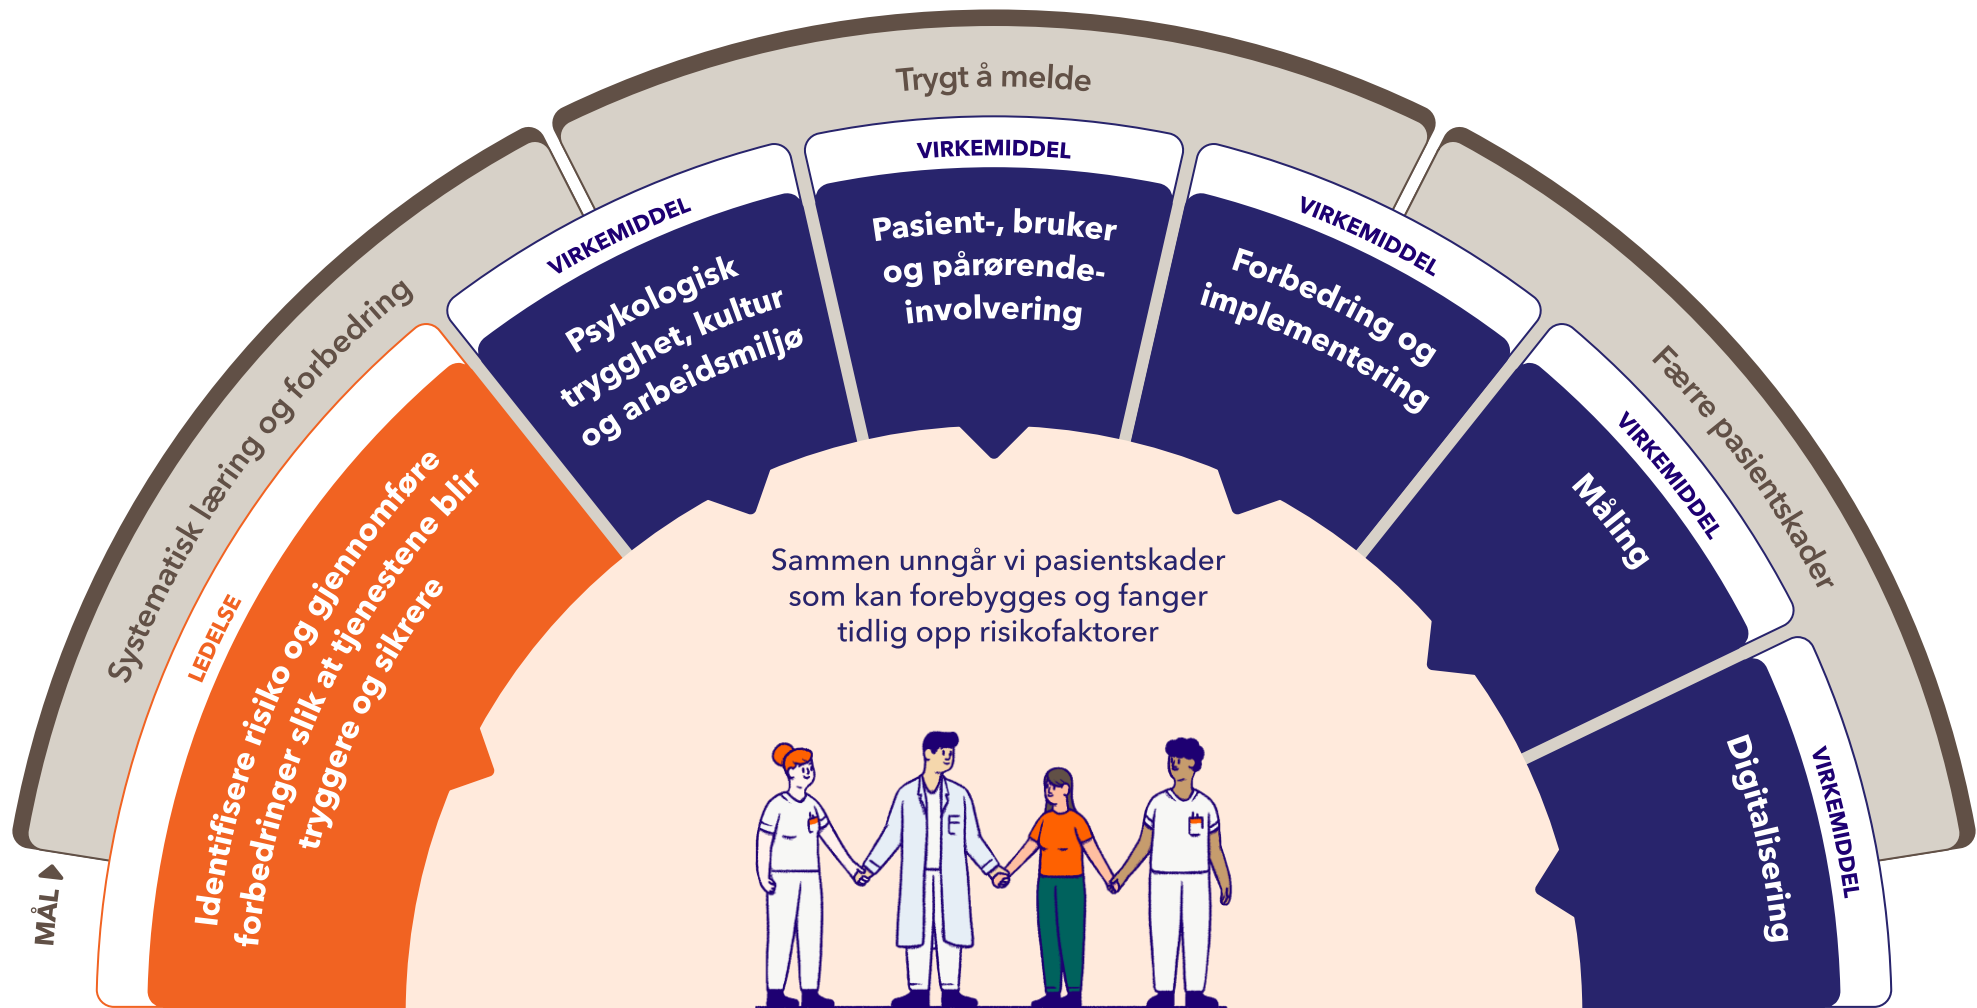 MÅL
Systematisk læring og forbedring
Trygt å melde
Færre pasientskader
LEDELSE
Identifisere risiko og gjennomføre
forbedringer slik at tjenestene blir
tryggere og sikrere
VIRKEMIDDEL
Psykologisk
trygghet, kultur
og arbeidsmiljø
VIRKEMIDDEL
Pasient-, bruker
og pårørende-
involvering
VIRKEMIDDEL
Forbedring og
implementering
VIRKEMIDDEL
Måling
VIRKEMIDDEL
Digitalisering
Sammen unngår vi pasientskader
som kan forebygges og fanger
tidlig opp risikofaktorer